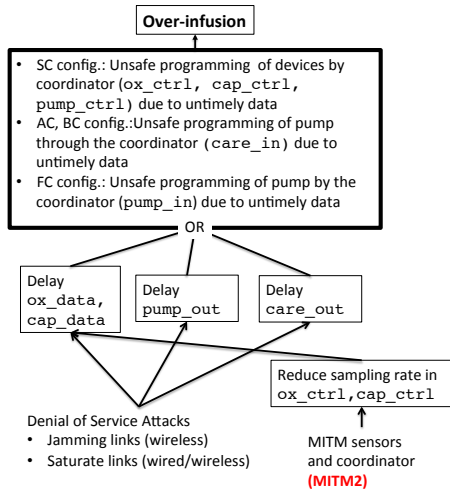 Over-infusion
• SC config.: Unsafe programming of devices by
coordinator (ox_ctrl, cap_ctrl,
pump_ctrl) due to untimely data
• AC, BC config.:Unsafe programming of pump
through the coordinator (care_in) due to
untimely data
• FC config.: Unsafe programming of pump by the
coordinator (pump_in) due to untimely data
OR
Delay
ox_data,
cap_data
Delay
pump_out
Delay
care_out
Reduce sampling rate in
ox_ctrl,cap_ctrl
Denial of Service Attacks
• Jamming links (wireless)
• Saturate links (wired/wireless)
MITM sensors
and coordinator
(MITM2)